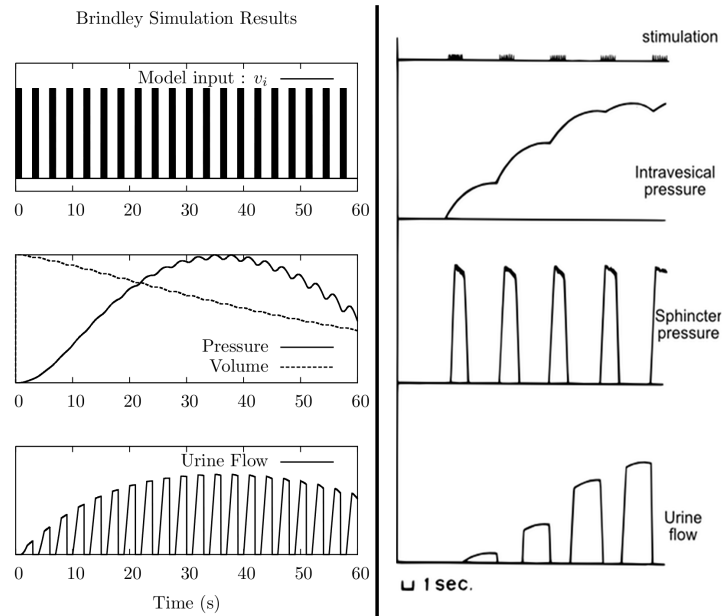 Brindley Simulation Results
Model input : vi
0 10 20 30 40 50 60
Pressure
Volume
0 10 20 30 40 50 60
Urine Flow
0 10 20 30 40 50 60
Time (s)
stimulation
Intravesical
pressure
Sphincter
pressure
Urine
flow
1 sec.